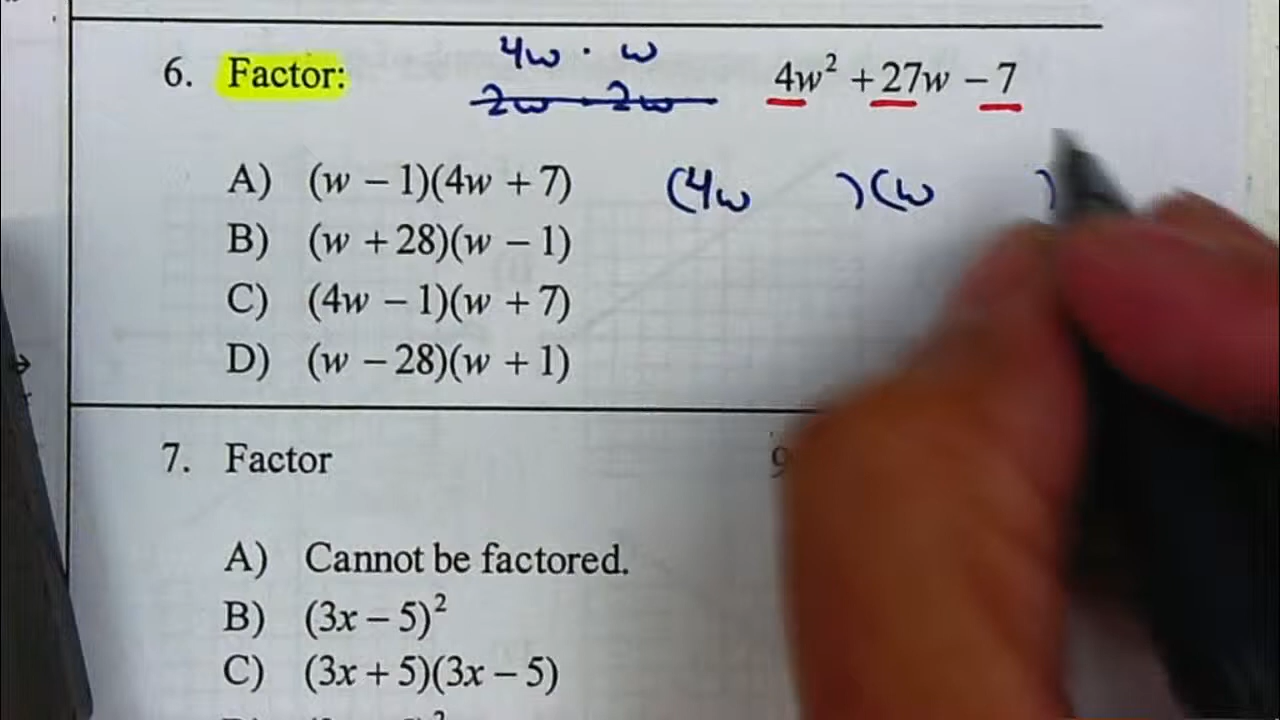 4w · w
6. Factor: 2w · 2w 4w² + 27w − 7
A) (w − 1)(4w + 7) (4w )(w )
B) (w + 28)(w − 1)
C) (4w − 1)(w + 7)
D) (w − 28)(w + 1)
7. Factor 9
A) Cannot be factored.
B) (3x − 5)²
C) (3x + 5)(3x − 5)